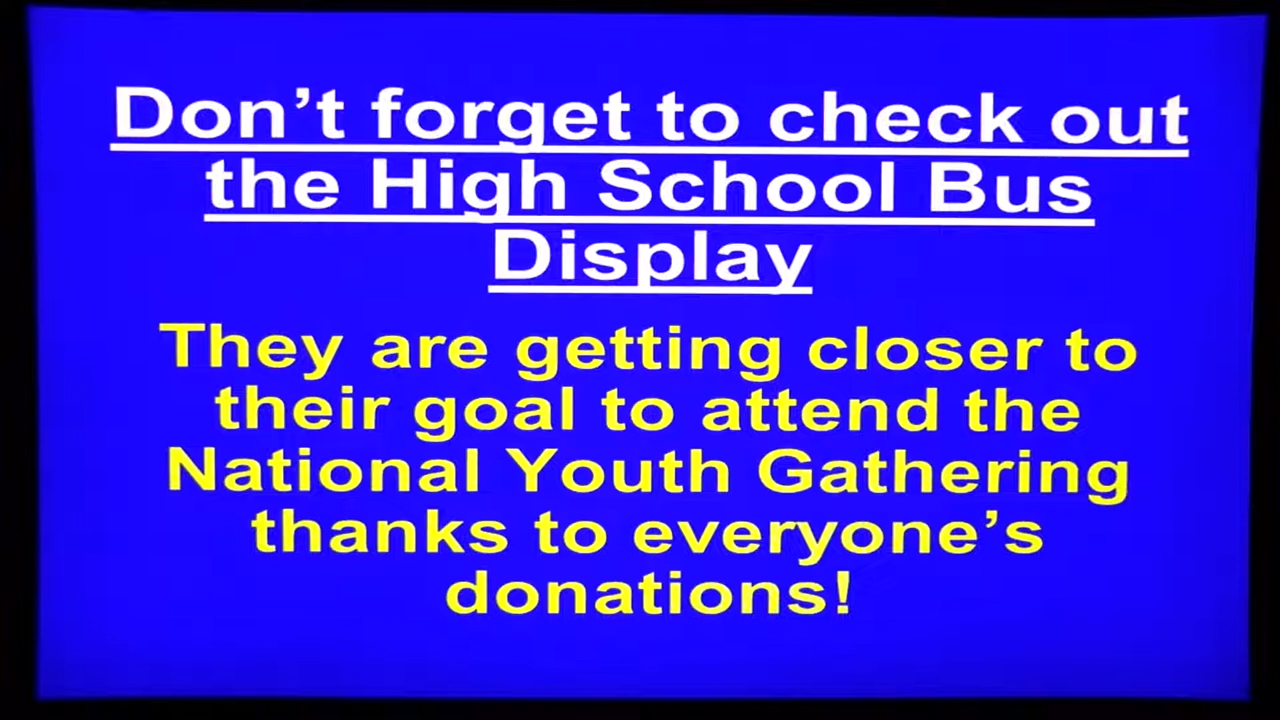 Don’t forget to check out
the High School Bus
Display
They are getting closer to
their goal to attend the
National Youth Gathering
thanks to everyone’s
donations!